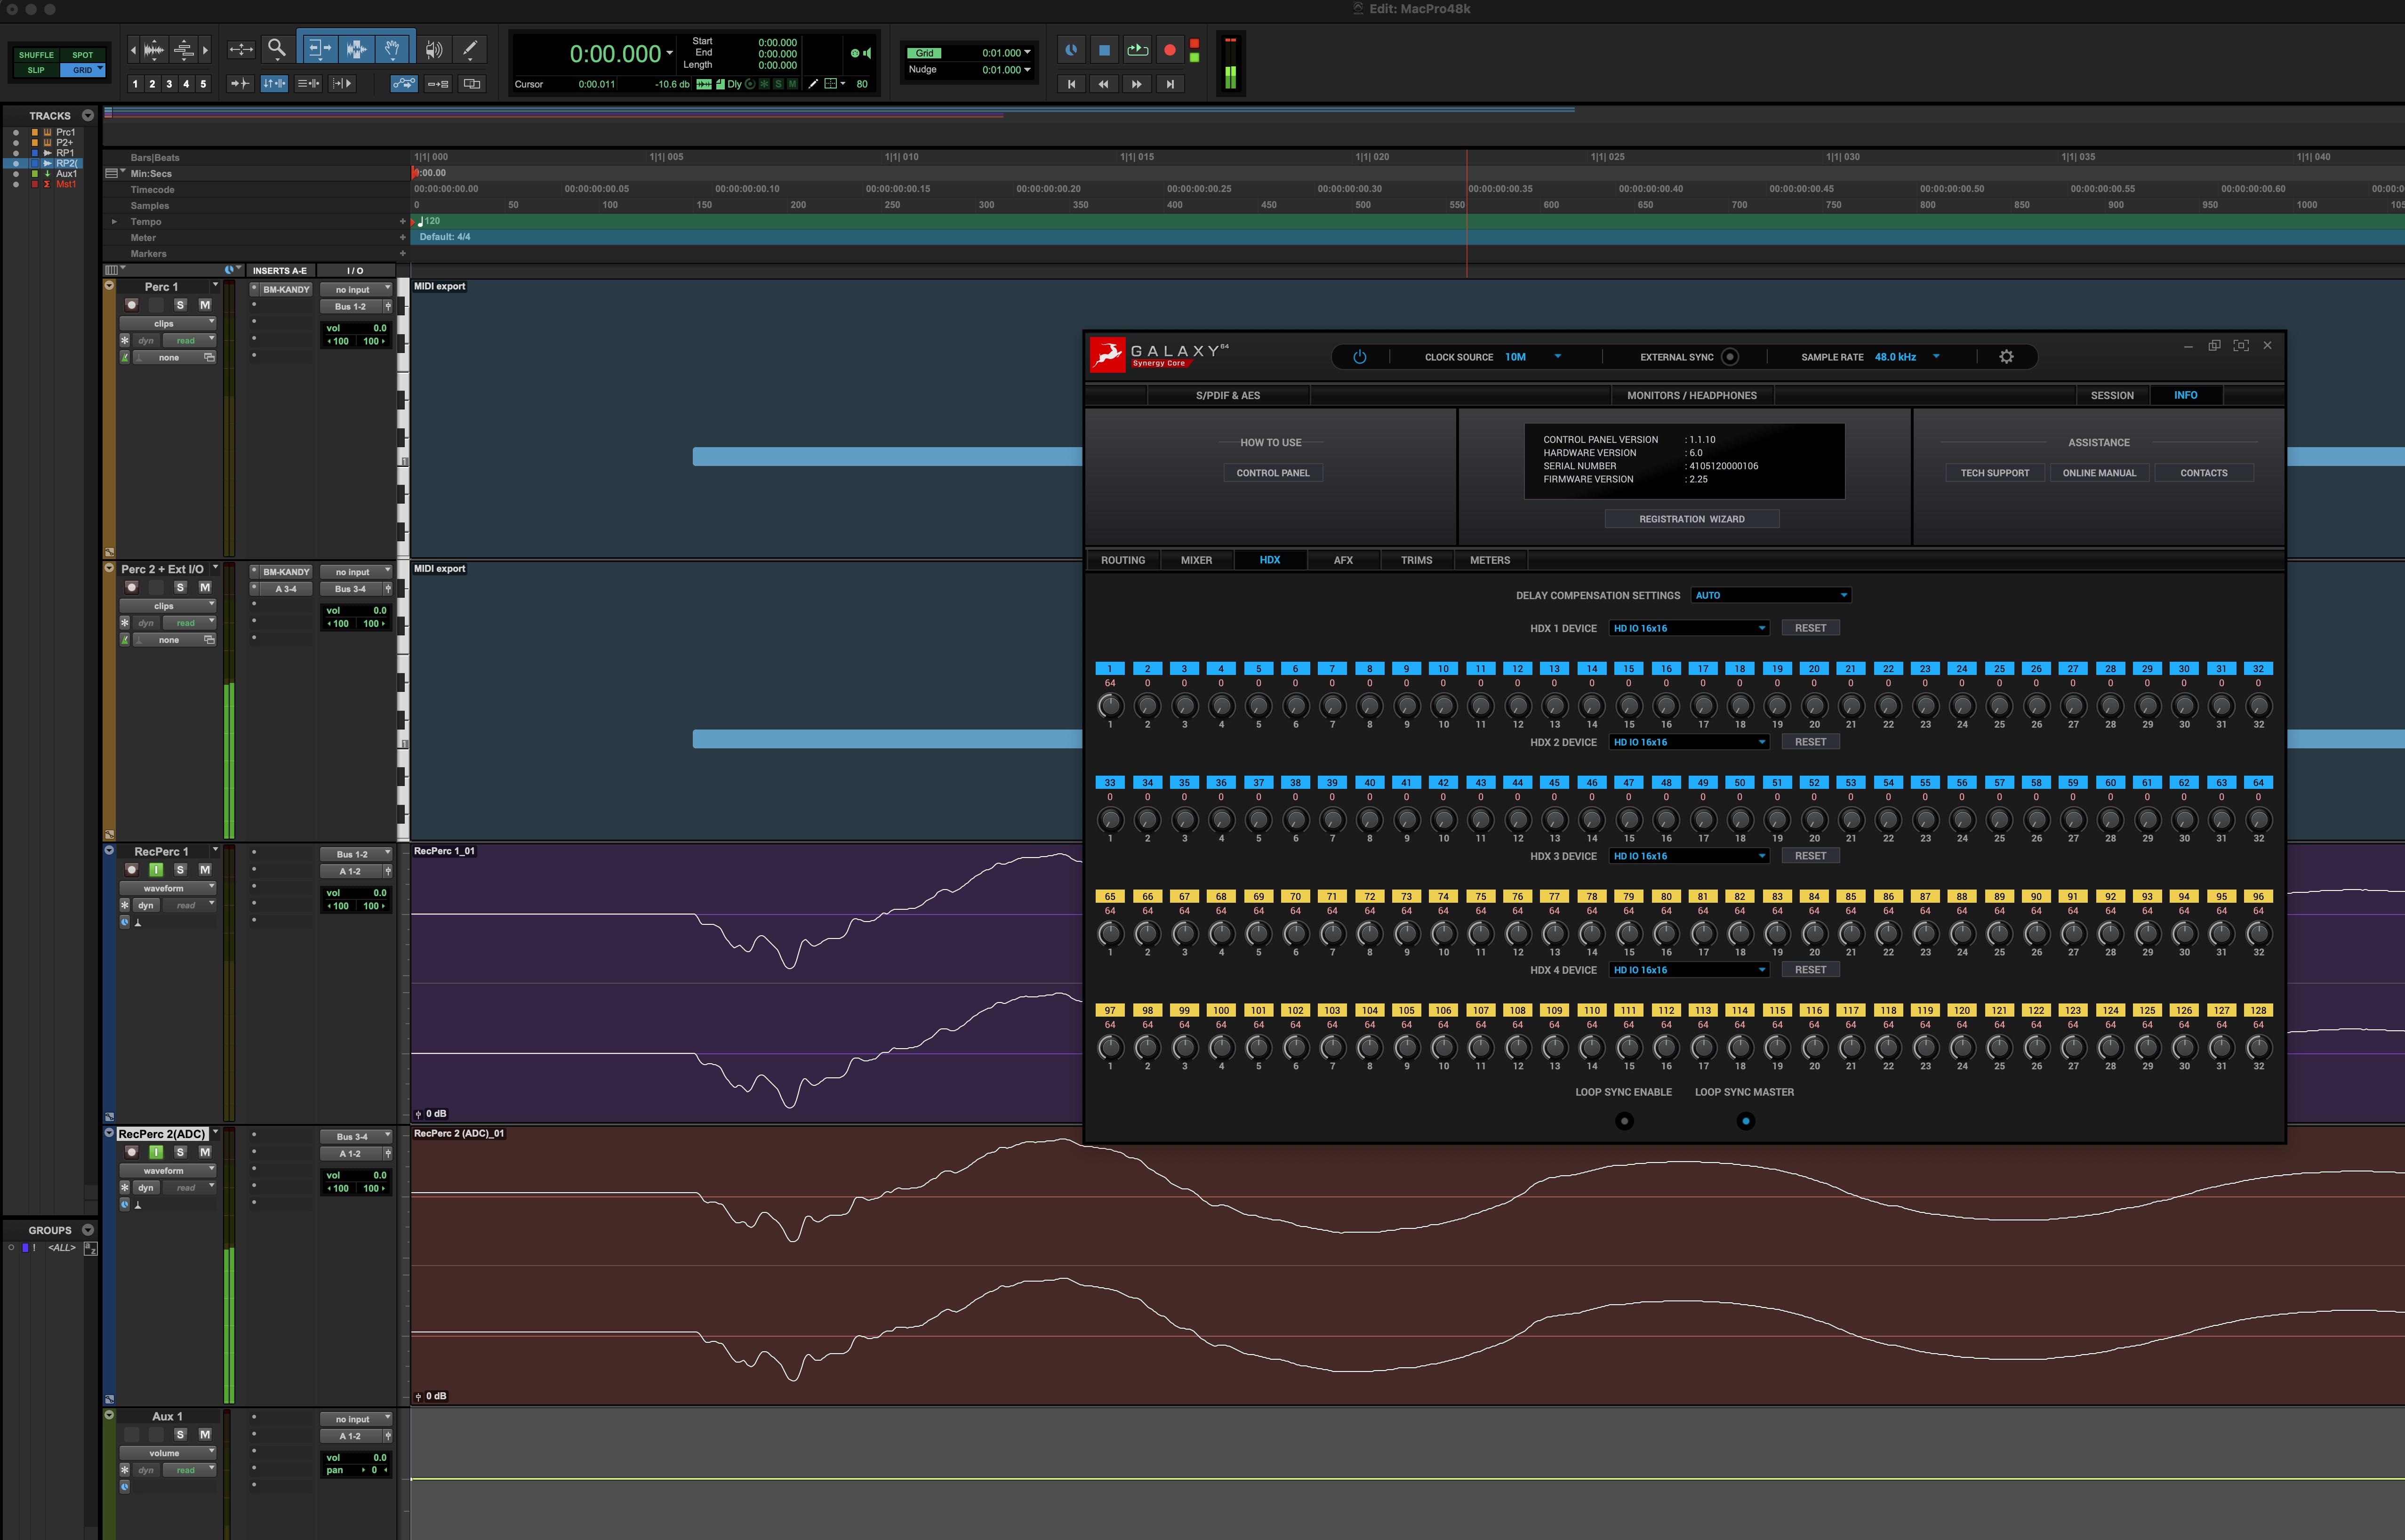 Edit: MacPro48k
SHUFFLE SPOT
SLIP GRID
1 2 3 4 5
0:00.000
Start 0:00.000
End 0:00.000
Length 0:00.000
Cursor 0:00.011 -10.6 db Dly S M 80
Grid 0:01.000
Nudge 0:01.000
TRACKS
Prc1
P2+
RP1
RP2(
Aux1
Mst1
Bars|Beats 1|1| 000 1|1| 005 1|1| 010 1|1| 015 1|1| 020 1|1| 025 1|1| 030 1|1| 035 1|1| 040
Min:Secs 0:00.00
Timecode 00:00:00:00.00 00:00:00:00.05 00:00:00:00.10 00:00:00:00.15 00:00:00:00.20 00:00:00:00.25 00:00:00:00.30 00:00:00:00.35 00:00:00:00.40 00:00:00:00.45 00:00:00:00.50 00:00:00:00.55 00:00:00:00.60
Samples 0 50 100 150 200 250 300 350 400 450 500 550 600 650 700 750 800 850 900 950 1000
Tempo 120
Meter Default: 4/4
Markers
INSERTS A-E I / O
Perc 1 BM-KANDY no input MIDI export
S M Bus 1-2
clips vol 0.0
dyn read 100 100
none
Perc 2 + Ext I/O BM-KANDY no input MIDI export
S M A 3-4 Bus 3-4
clips vol 0.0
dyn read 100 100
none
RecPerc 1 Bus 1-2 RecPerc 1_01
I S M A 1-2
waveform vol 0.0
dyn read 100 100
0 dB
RecPerc 2(ADC) Bus 3-4 RecPerc 2 (ADC)_01
I S M A 1-2
waveform vol 0.0
dyn read 100 100
0 dB
Aux 1 no input
S M A 1-2
volume vol 0.0
dyn read pan 0
GROUPS
! <ALL> a z
GALAXY 64
Synergy Core
CLOCK SOURCE 10M EXTERNAL SYNC SAMPLE RATE 48.0 kHz
S/PDIF & AES MONITORS / HEADPHONES SESSION INFO
HOW TO USE
CONTROL PANEL
CONTROL PANEL VERSION : 1.1.10
HARDWARE VERSION : 6.0
SERIAL NUMBER : 4105120000106
FIRMWARE VERSION : 2.25
REGISTRATION WIZARD
ASSISTANCE
TECH SUPPORT ONLINE MANUAL CONTACTS
ROUTING MIXER HDX AFX TRIMS METERS
DELAY COMPENSATION SETTINGS AUTO
HDX 1 DEVICE HD IO 16x16 RESET
1 2 3 4 5 6 7 8 9 10 11 12 13 14 15 16 17 18 19 20 21 22 23 24 25 26 27 28 29 30 31 32
64 0 0 0 0 0 0 0 0 0 0 0 0 0 0 0 0 0 0 0 0 0 0 0 0 0 0 0 0 0 0 0
1 2 3 4 5 6 7 8 9 10 11 12 13 14 15 16 17 18 19 20 21 22 23 24 25 26 27 28 29 30 31 32
HDX 2 DEVICE HD IO 16x16 RESET
33 34 35 36 37 38 39 40 41 42 43 44 45 46 47 48 49 50 51 52 53 54 55 56 57 58 59 60 61 62 63 64
0 0 0 0 0 0 0 0 0 0 0 0 0 0 0 0 0 0 0 0 0 0 0 0 0 0 0 0 0 0 0 0
1 2 3 4 5 6 7 8 9 10 11 12 13 14 15 16 17 18 19 20 21 22 23 24 25 26 27 28 29 30 31 32
HDX 3 DEVICE HD IO 16x16 RESET
65 66 67 68 69 70 71 72 73 74 75 76 77 78 79 80 81 82 83 84 85 86 87 88 89 90 91 92 93 94 95 96
64 64 64 64 64 64 64 64 64 64 64 64 64 64 64 64 64 64 64 64 64 64 64 64 64 64 64 64 64 64 64 64
1 2 3 4 5 6 7 8 9 10 11 12 13 14 15 16 17 18 19 20 21 22 23 24 25 26 27 28 29 30 31 32
HDX 4 DEVICE HD IO 16x16 RESET
97 98 99 100 101 102 103 104 105 106 107 108 109 110 111 112 113 114 115 116 117 118 119 120 121 122 123 124 125 126 127 128
64 64 64 64 64 64 64 64 64 64 64 64 64 64 64 64 64 64 64 64 64 64 64 64 64 64 64 64 64 64 64 64
1 2 3 4 5 6 7 8 9 10 11 12 13 14 15 16 17 18 19 20 21 22 23 24 25 26 27 28 29 30 31 32
LOOP SYNC ENABLE LOOP SYNC MASTER